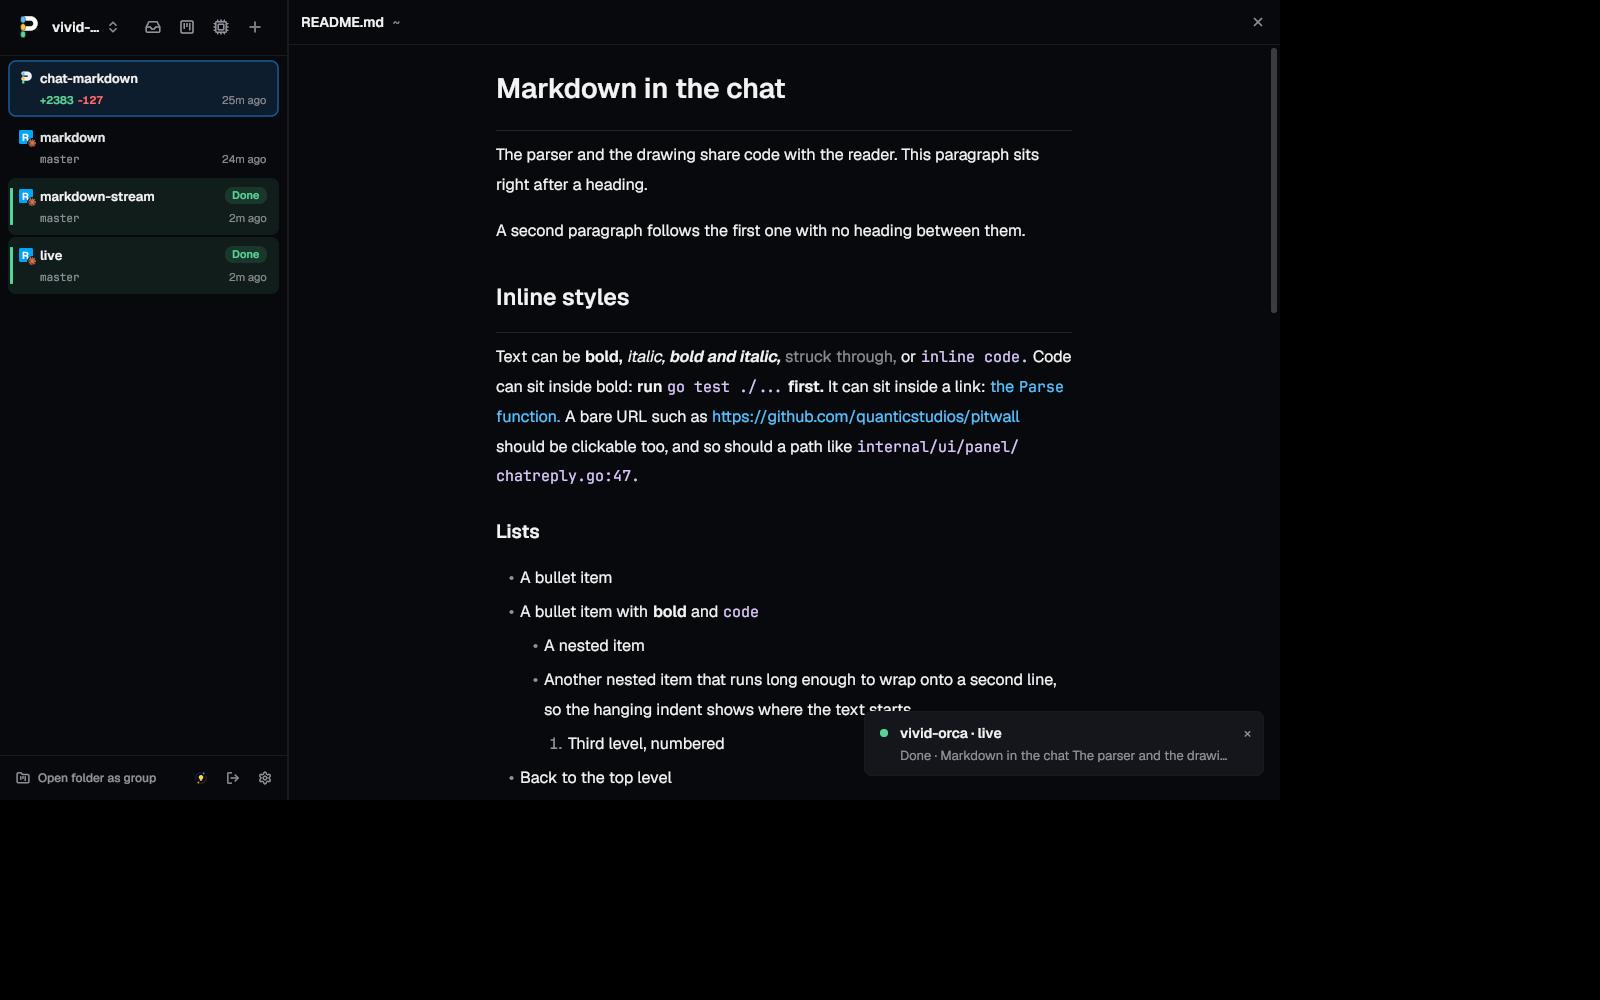 vivid-...
chat-markdown
+2383 -127
25m ago
markdown
master
24m ago
markdown-stream
Done
master
2m ago
live
Done
master
2m ago
Open folder as group
README.md ~
Markdown in the chat
The parser and the drawing share code with the reader. This paragraph sits
right after a heading.
A second paragraph follows the first one with no heading between them.
Inline styles
Text can be bold, italic, bold and italic, struck through, or inline code. Code
can sit inside bold: run go test ./... first. It can sit inside a link: the Parse
function. A bare URL such as https://github.com/quanticstudios/pitwall
should be clickable too, and so should a path like internal/ui/panel/
chatreply.go:47.
Lists
• A bullet item
• A bullet item with bold and code
• A nested item
• Another nested item that runs long enough to wrap onto a second line,
so the hanging indent shows where the text starts
1. Third level, numbered
• Back to the top level
vivid-orca · live
Done · Markdown in the chat The parser and the drawi...